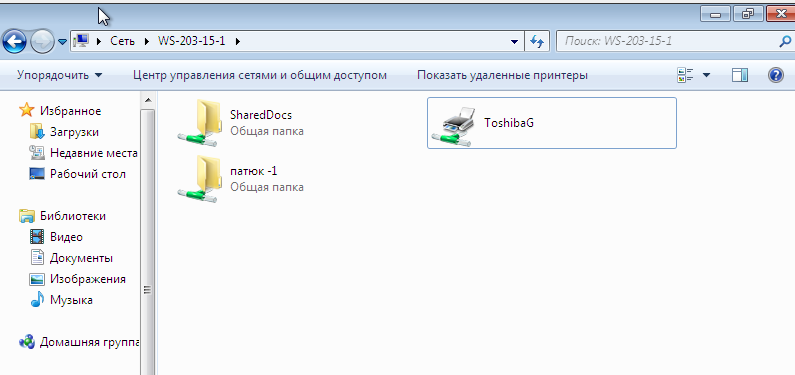 Сеть WS-203-15-1 Поиск: WS-203-15-1
Упорядочить Центр управления сетями и общим доступом Показать удаленные принтеры
Избранное
Загрузки
Недавние места
Рабочий стол
Библиотеки
Видео
Документы
Изображения
Музыка
Домашняя группа
SharedDocs
Общая папка
патюк -1
Общая папка
ToshibaG